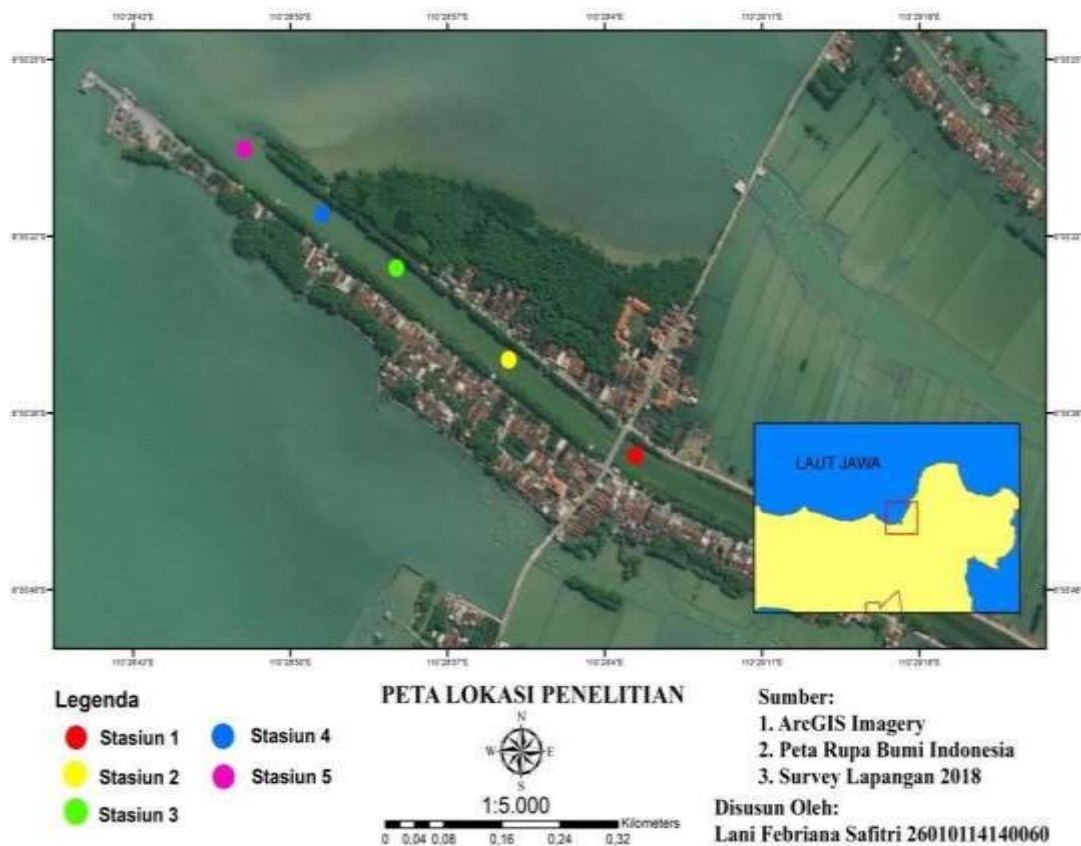 LAUT JAWA
Legenda
Stasiun 1
Stasiun 2
Stasiun 3
Stasiun 4
Stasiun 5
PETA LOKASI PENELITIAN
N
W E
S
1:5.000
Kilometers
0 0,04 0,08 0,16 0,24 0,32
Sumber:
1. ArcGIS Imagery
2. Peta Rupa Bumi Indonesia
3. Survey Lapangan 2018
Disusun Oleh:
Lani Febriana Safitri 26010114140060